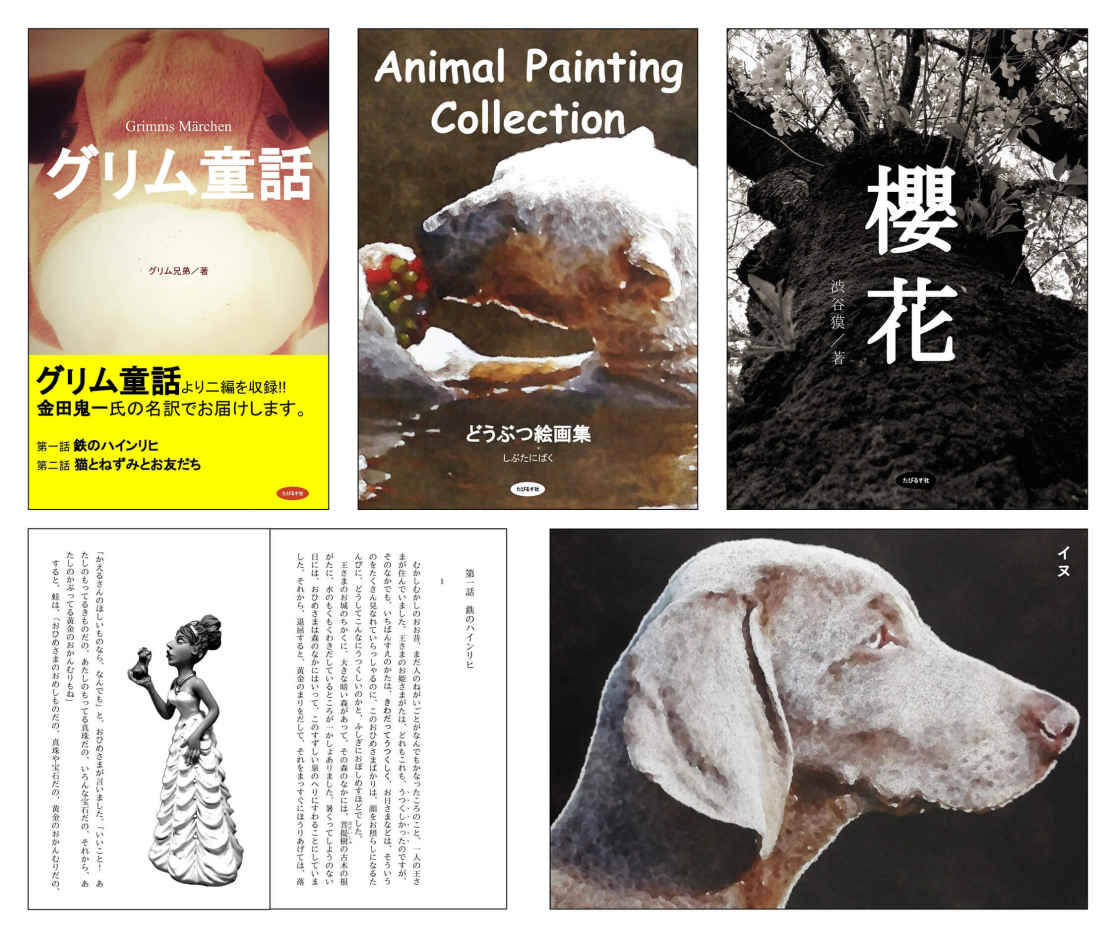 Grimms Märchen
グリム童話
グリム兄弟／著
グリム童話より二編を収録!!
金田鬼一氏の名訳でお届けします。
第一話 鉄のハインリヒ
第二話 猫とねずみとお友だち
たぴるす社
Animal Painting
Collection
どうぶつ絵画集
しぶたにばく
たぴるす社
櫻花
渋谷獏／著
たぴるす社
第一話　鉄のハインリヒ
1
むかしむかしのおお昔、まだ人のねがいごとがなんでもかなったころのこと、一人の王さ
まが住んでいました。王さまのお姫さまがたは、どれもこれも、うつくしかったのですが、
そのなかでも、いちばんすえのかたは、きわだってうつくしく、お日さまなどは、そういう
のをたくさん見なれていらっしゃるのに、このおひめさまばかりは、顔をお照らしになるた
んびに、どうしてこんなにうつくしいのかと、ふしぎにおぼしめすほどでした。
王さまのお城のちかくに、大きな暗い森があって、その森のなかには、菩提樹の古木の根
がたに、水のもくもくわきだしているところが一かしょありました。暑くってしようのない
日には、おひめさまは森のなかにはいって、このすずしい泉のへりにすわることにしていま
した。それから、退屈すると、黄金のまりをだして、それをまっすぐにほうりあげては、落
「かえるさんのほしいものなら、なんでも」と、おひめさまが言いました。「いいこと！　あ
たしのもってるきものだの、あたしのもってる真珠だの、いろんな宝石だの、それから、あ
たしのかぶってる黄金のおかんむりもね」
すると、蛙は、「おひめさまのおめしものだの、真珠や宝石だの、黄金のおかんむりだの、
イヌ